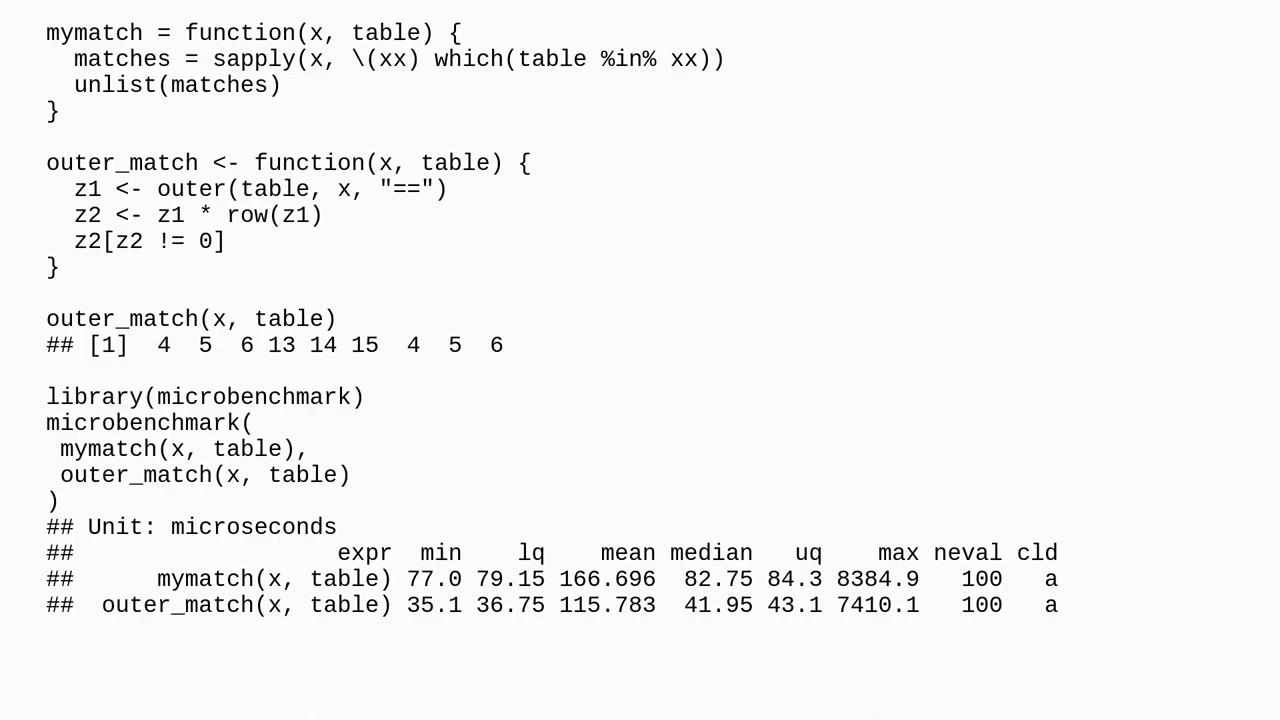 mymatch = function(x, table) {
  matches = sapply(x, \(xx) which(table %in% xx))
  unlist(matches)
}

outer_match <- function(x, table) {
  z1 <- outer(table, x, "==")
  z2 <- z1 * row(z1)
  z2[z2 != 0]
}

outer_match(x, table)
## [1]  4  5  6 13 14 15  4  5  6

library(microbenchmark)
microbenchmark(
 mymatch(x, table),
 outer_match(x, table)
)
## Unit: microseconds
##                   expr  min    lq    mean median   uq    max neval cld
##      mymatch(x, table) 77.0 79.15 166.696  82.75 84.3 8384.9   100   a
##  outer_match(x, table) 35.1 36.75 115.783  41.95 43.1 7410.1   100   a